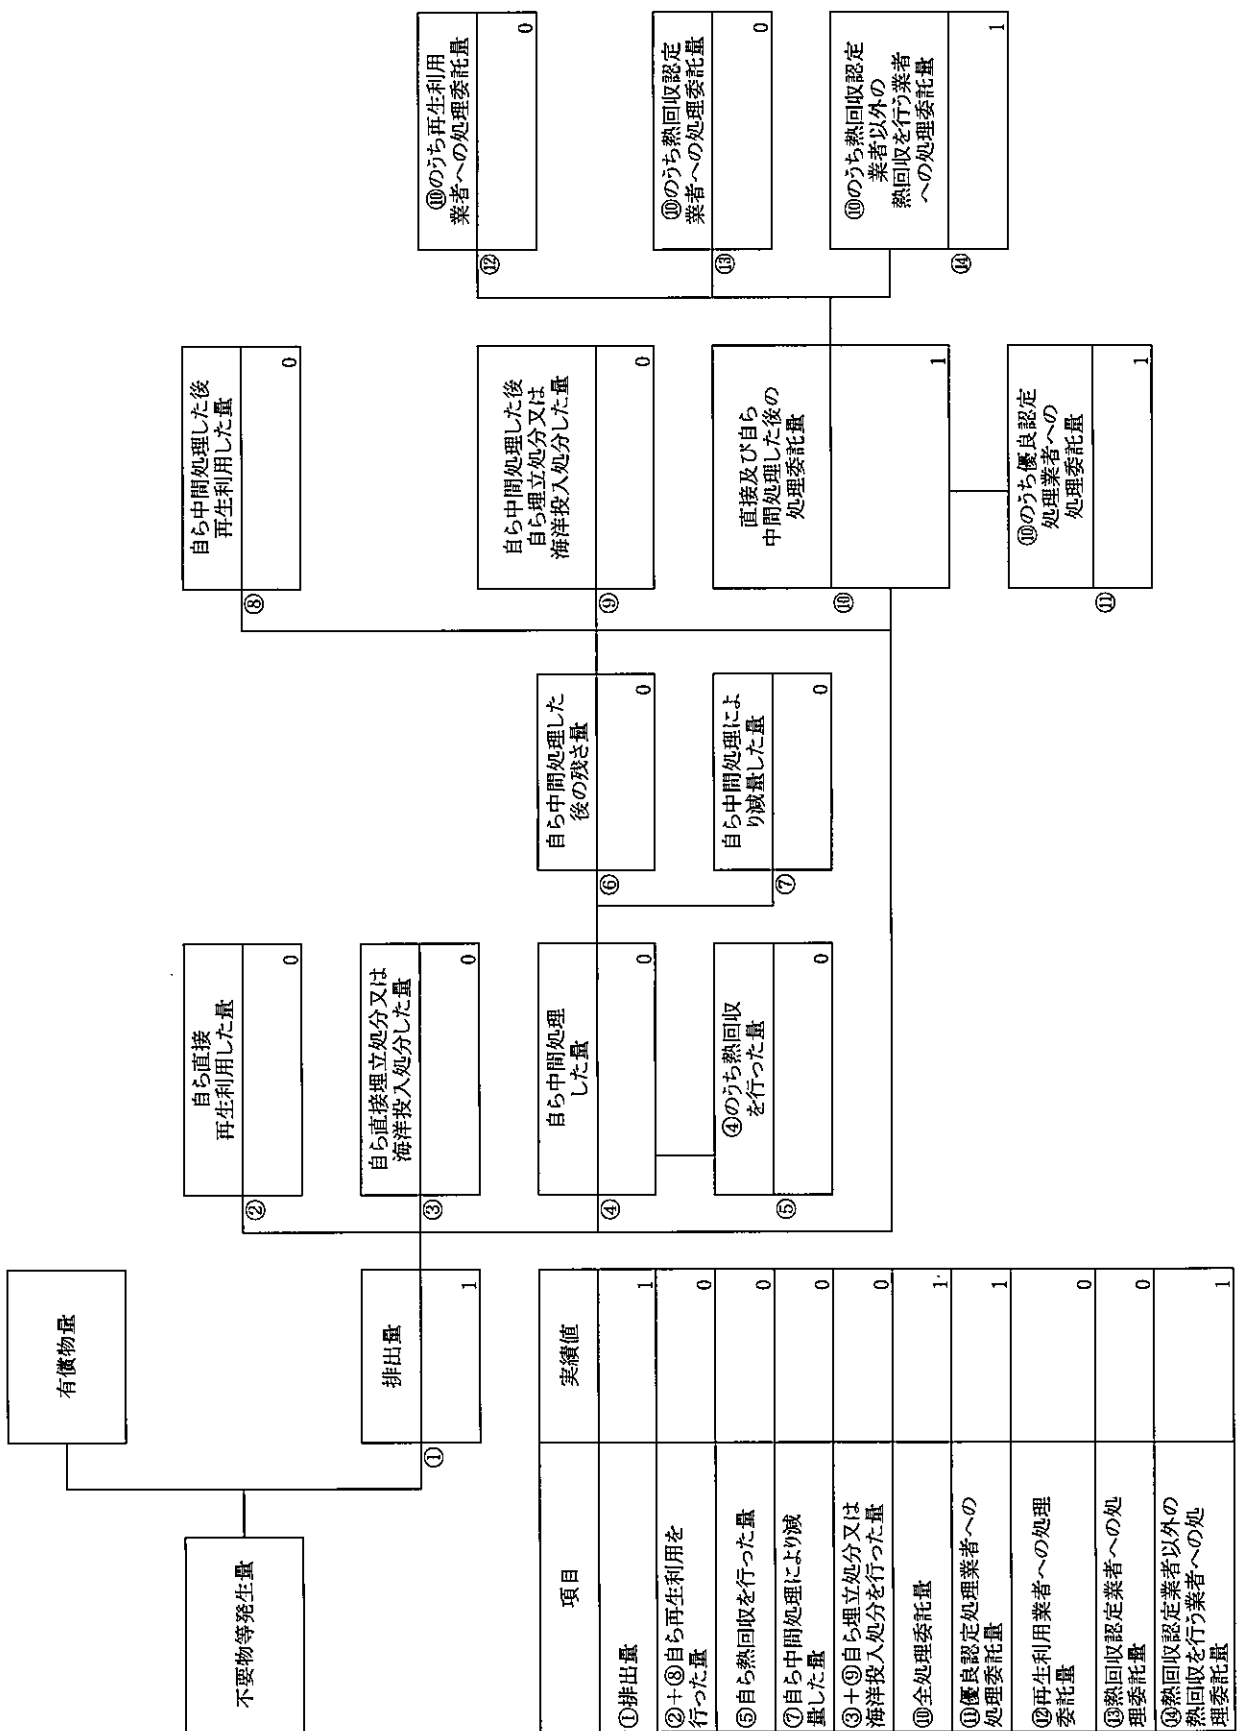 不要物等発生量
有償物量
①
排出量
1
②
自ら直接
再生利用した量
0
③
自ら直接埋立処分又は
海洋投入処分した量
0
④
自ら中間処理
した量
0
⑤
④のうち熱回収
を行った量
0
⑥
自ら中間処理した
後の残さ量
0
⑦
自ら中間処理によ
り減量した量
0
⑧
自ら中間処理した後
再生利用した量
0
⑨
自ら中間処理した後
自ら埋立処分又は
海洋投入処分した量
0
⑩
直接及び自ら
中間処理した後の
処理委託量
1
⑪
⑩のうち優良認定
処理業者への
処理委託量
1
⑫
⑩のうち再生利用
業者への処理委託量
0
⑬
⑩のうち熱回収認定
業者への処理委託量
0
⑭
⑩のうち熱回収認定
業者以外の
熱回収を行う業者
への処理委託量
1
項目 実績値
①排出量 1
②+⑧自ら再生利用を
行った量 0
⑤自ら熱回収を行った量 0
⑦自ら中間処理により減
量した量 0
③+⑨自ら埋立処分又は
海洋投入処分を行った量 0
⑩全処理委託量 1
⑪優良認定処理業者への
処理委託量 1
⑫再生利用業者への処理
委託量 0
⑬熱回収認定業者への処
理委託量 0
⑭熱回収認定業者以外の
熱回収を行う業者への処
理委託量 1